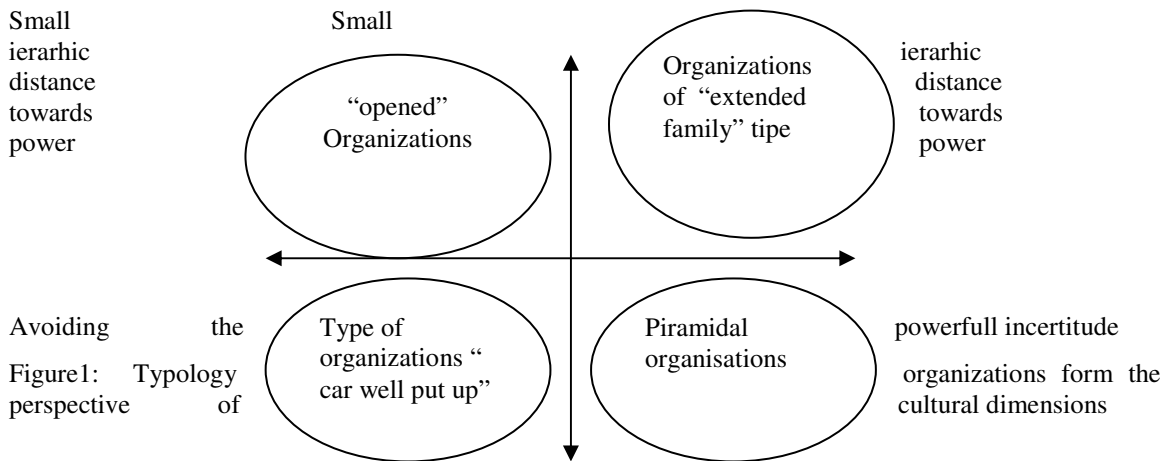 Small
ierarhic
distance
towards
power
Small
“opened”
Organizations
Organizations
of “extended
family” tipe
ierarhic
distance
towards
power
Avoiding the
Type of
organizations “
car well put up”
Piramidal
organisations
powerfull incertitude
Figure1: Typology
perspective of
organizations form the
cultural dimensions